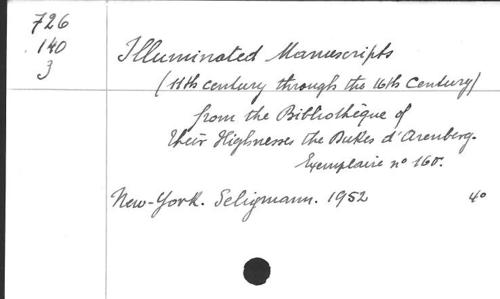 726
140
3
Illuminated Manuscripts
(11th century through the 16th Century)
from the Bibliothèque of
their Highnesses the Dukes d'Arenberg.
Exemplaire n° 160.
New-York. Seligmann. 1952 4°